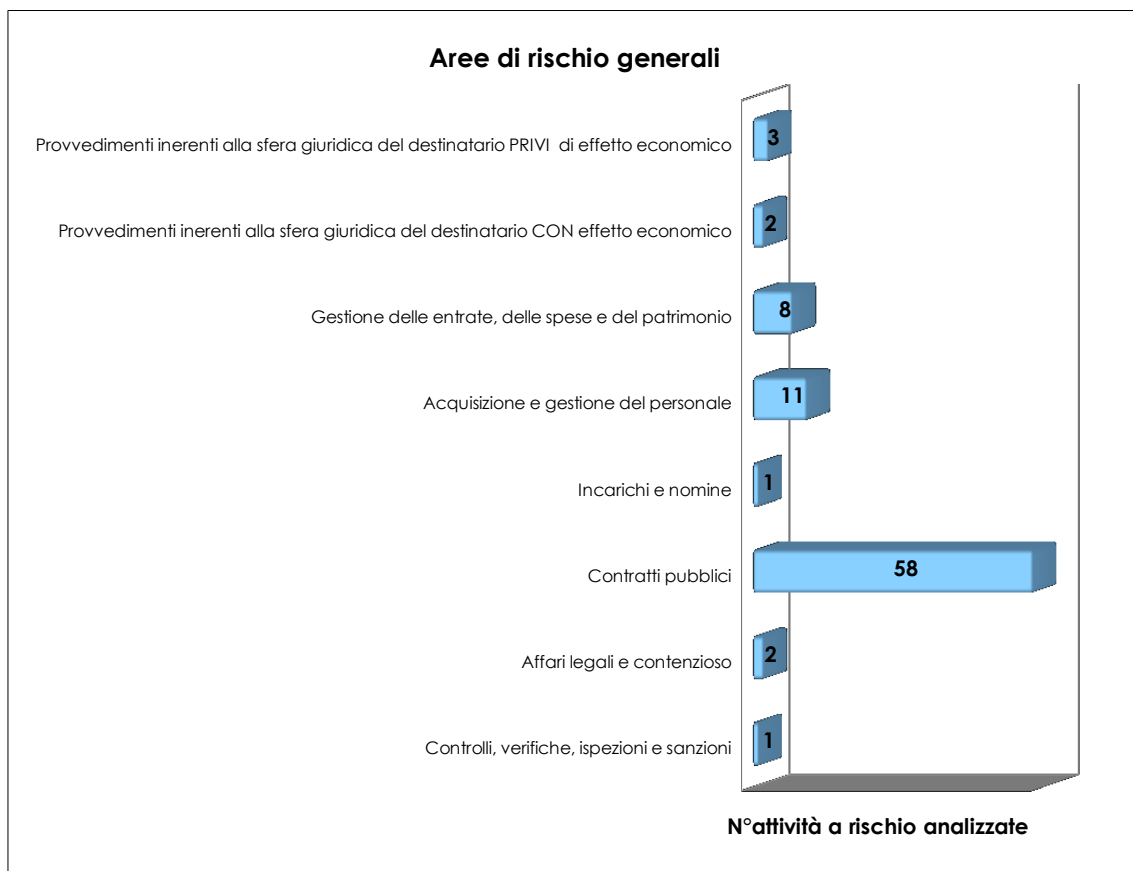 Aree di rischio generali
Provvedimenti inerenti alla sfera giuridica del destinatario PRIVI  di effetto economico 3
Provvedimenti inerenti alla sfera giuridica del destinatario CON effetto economico 2
Gestione delle entrate, delle spese e del patrimonio 8
Acquisizione e gestione del personale 11
Incarichi e nomine 1
Contratti pubblici 58
Affari legali e contenzioso 2
Controlli, verifiche, ispezioni e sanzioni 1
N°attività a rischio analizzate